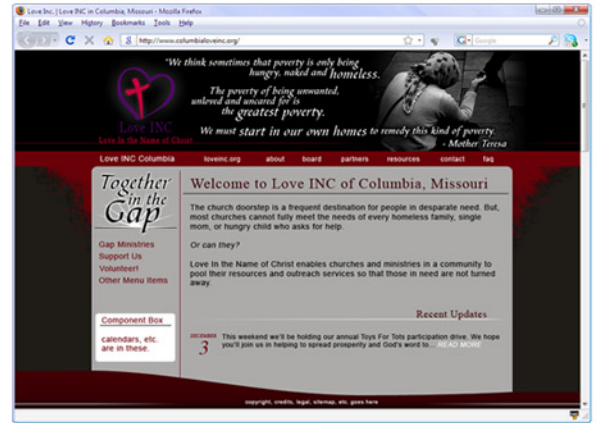 Love Inc. | Love INC in Columbia, Missouri - Mozilla Firefox
File Edit View History Bookmarks Tools Help
http://www.columbialoveinc.org/
Google
"We think sometimes that poverty is only being
hungry, naked and homeless.
The poverty of being unwanted,
unloved and uncared for is
the greatest poverty.
We must start in our own homes to remedy this kind of poverty.
- Mother Teresa
Love INC
Love In the Name of Christ
Love INC Columbia loveinc.org about board partners resources contact faq
Together
in the
Gap
Gap Ministries
Support Us
Volunteer!
Other Menu Items
Component Box
calendars, etc.
are in these.
Welcome to Love INC of Columbia, Missouri
The church doorstep is a frequent destination for people in desparate need. But,
most churches cannot fully meet the needs of every homeless family, single
mom, or hungry child who asks for help.
Or can they?
Love In the Name of Christ enables churches and ministries in a community to
pool their resources and outreach services so that those in need are not turned
away.
Recent Updates
DECEMBER
3
This weekend we'll be holding our annual Toys For Tots participation drive. We hope
you'll join us in helping to spread prosperity and God's word to... READ MORE
copyright, credits, legal, sitemap, etc. goes here